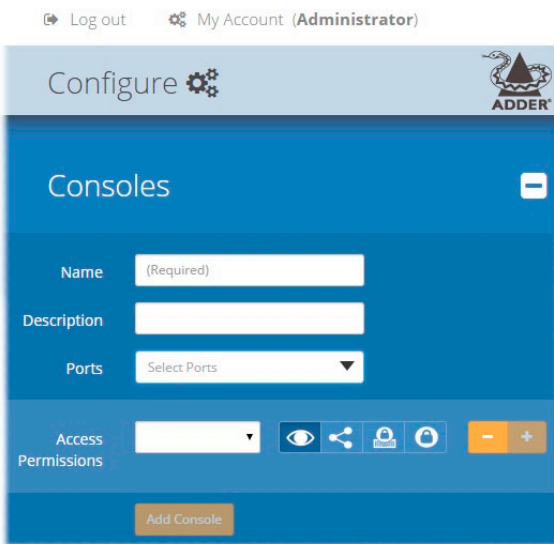 Log out My Account (Administrator)
Configure
ADDER®
Consoles
Name (Required)
Description
Ports Select Ports
Access
Permissions
Add Console